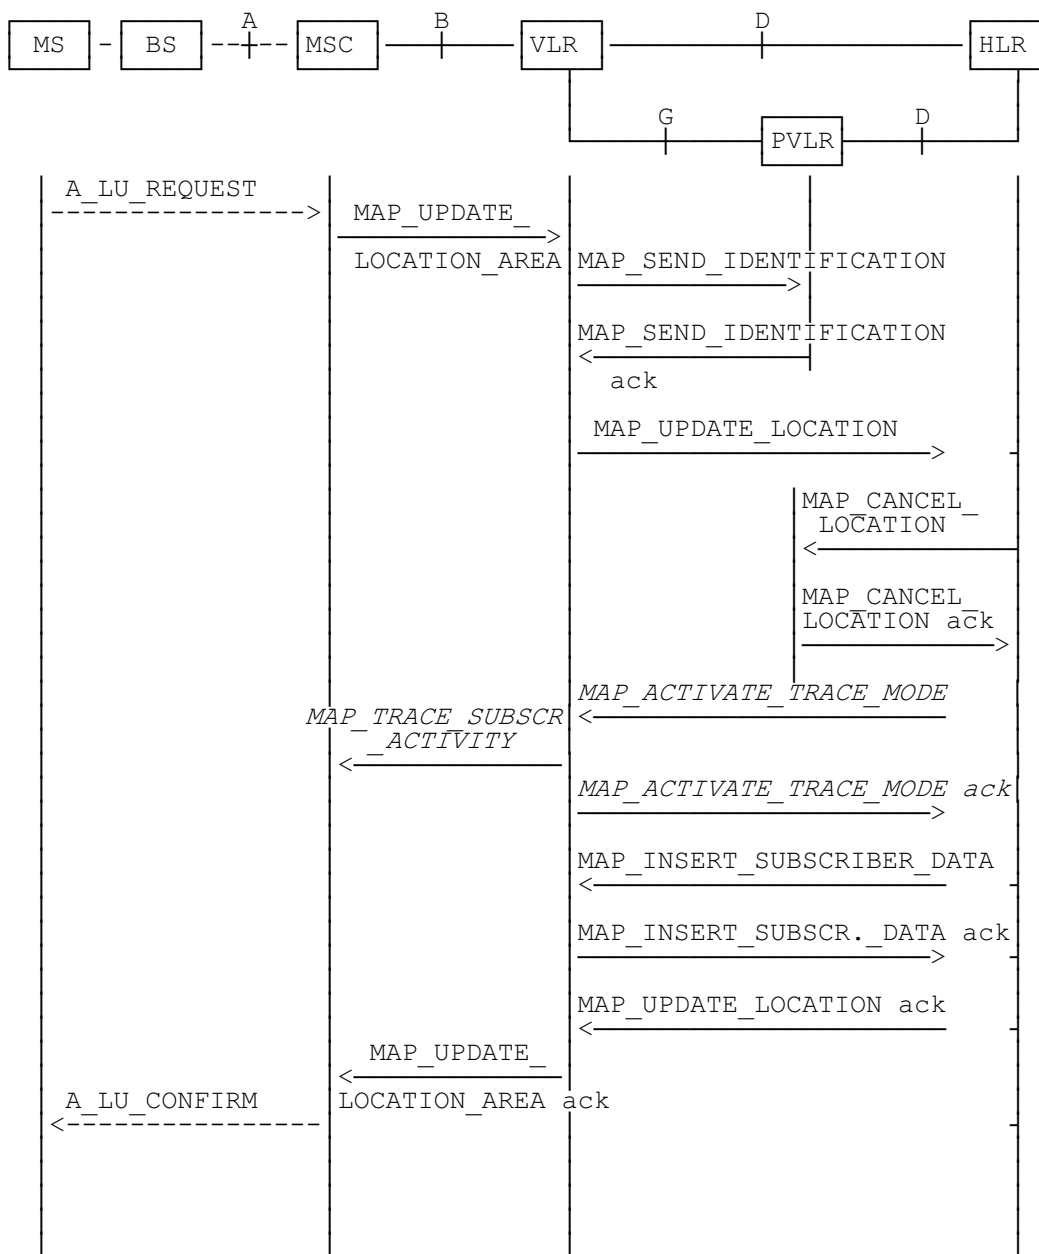 A B D
MS BS MSC VLR HLR
G D
PVLR
A_LU_REQUEST
MAP_UPDATE_
LOCATION_AREA MAP_SEND_IDENTIFICATION
MAP_SEND_IDENTIFICATION
ack
MAP_UPDATE_LOCATION
MAP_CANCEL_
LOCATION
MAP_CANCEL_
LOCATION ack
MAP_ACTIVATE_TRACE_MODE
MAP_TRACE_SUBSCR
_ACTIVITY
MAP_ACTIVATE_TRACE_MODE ack
MAP_INSERT_SUBSCRIBER_DATA
MAP_INSERT_SUBSCR._DATA ack
MAP_UPDATE_LOCATION ack
MAP_UPDATE_
A_LU_CONFIRM LOCATION_AREA ack